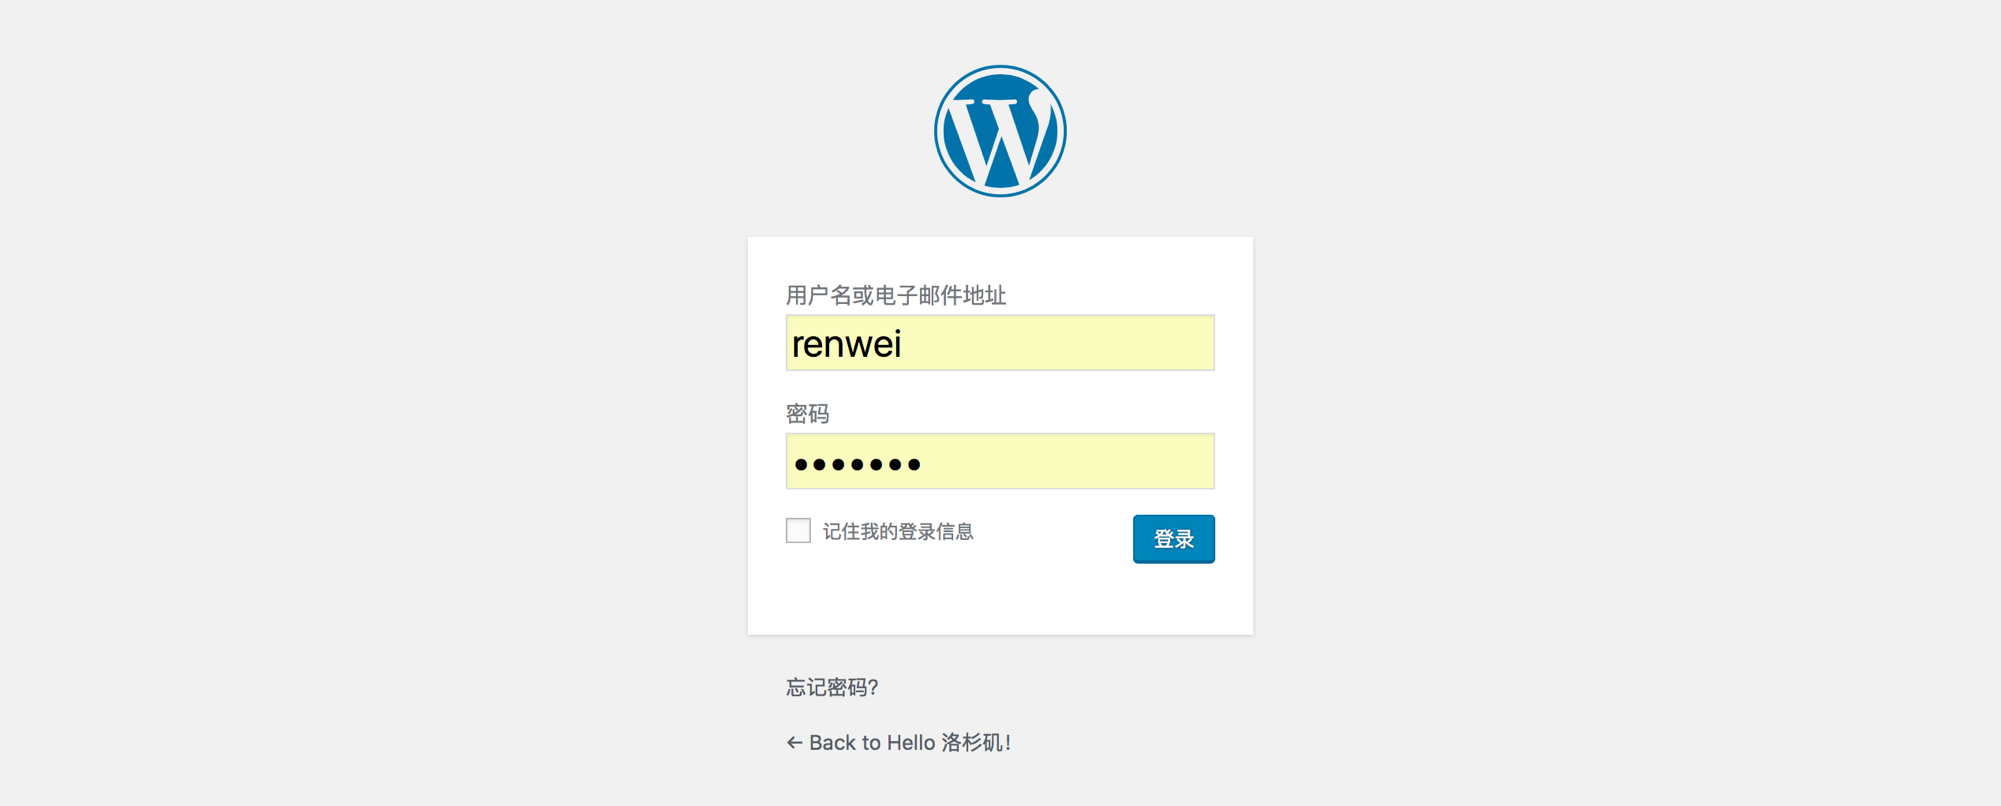 用户名或电子邮件地址
renwei
密码
•••••••
记住我的登录信息
登录
忘记密码?
← Back to Hello 洛杉矶!